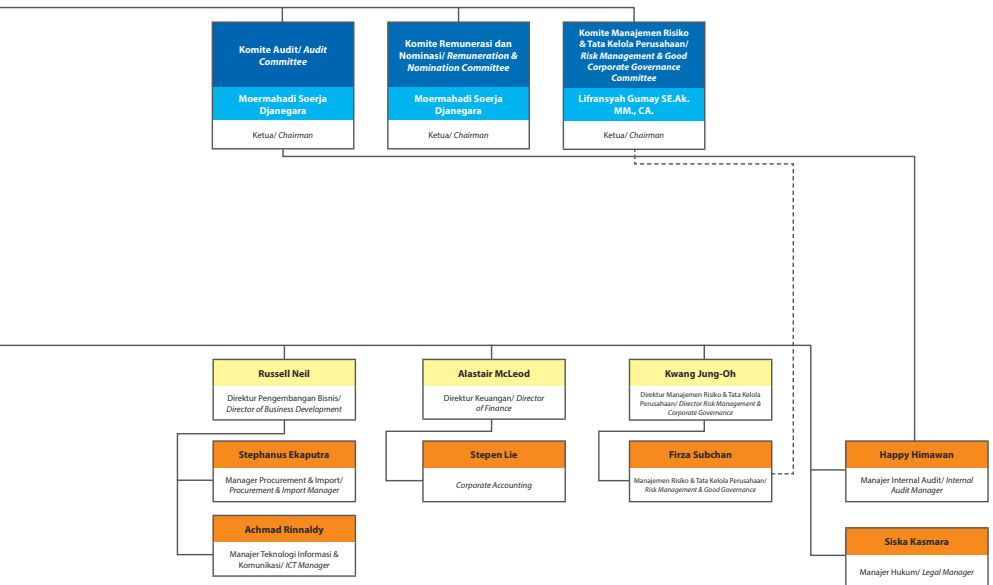 Komite Audit/ Audit
Committee
Moermahadi Soerja
Djanegara
Ketua/ Chairman
Komite Remunerasi dan
Nominasi/ Remuneration &
Nomination Committee
Moermahadi Soerja
Djanegara
Ketua/ Chairman
Komite Manajemen Risiko
& Tata Kelola Perusahaan/
Risk Management & Good
Corporate Governance
Committee
Lifransyah Gumay SE.Ak.
MM., CA.
Ketua/ Chairman
Russell Neil
Direktur Pengembangan Bisnis/
Director of Business Development
Alastair McLeod
Direktur Keuangan/ Director
of Finance
Kwang Jung-Oh
Direktur Manajemen Risiko & Tata Kelola
Perusahaan/ Director Risk Management &
Corporate Governance
Stephanus Ekaputra
Manager Procurement & Import/
Procurement & Import Manager
Stepen Lie
Corporate Accounting
Firza Subchan
Manajemen Risiko & Tata Kelola Perusahaan/
Risk Management & Good Governance
Happy Himawan
Manajer Internal Audit/ Internal
Audit Manager
Achmad Rinnaldy
Manajer Teknologi Informasi &
Komunikasi/ ICT Manager
Siska Kasmara
Manajer Hukum/ Legal Manager